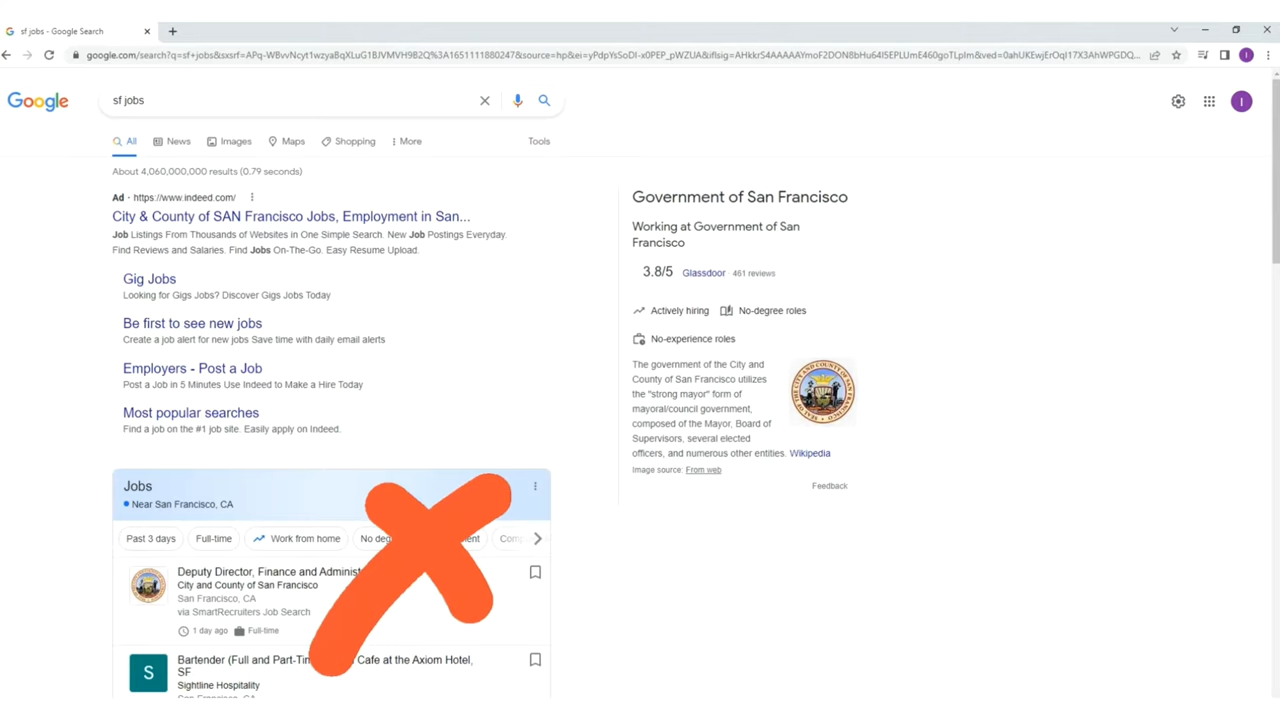 sf jobs - Google Search
google.com/search?q=sf+jobs&sxsrf=APq-WBvvNcyt1wzyaBqXLuG1BJVMVH9B2Q%3A1651111880247&source=hp&ei=yPdpYsSoDI-x0PEP_pWZUA&iflsig=AHkkrS4AAAAAYmoF2DON8bHu64I5EPLUmE460goTLpIm&ved=0ahUKEwjErOqI17X3AhWPGDQ...
Google
sf jobs
All News Images Maps Shopping More Tools
About 4,060,000,000 results (0.79 seconds)
Ad · https://www.indeed.com/
City & County of SAN Francisco Jobs, Employment in San...
Job Listings From Thousands of Websites in One Simple Search. New Job Postings Everyday.
Find Reviews and Salaries. Find Jobs On-The-Go. Easy Resume Upload.
Gig Jobs
Looking for Gigs Jobs? Discover Gigs Jobs Today
Be first to see new jobs
Create a job alert for new jobs Save time with daily email alerts
Employers - Post a Job
Post a Job in 5 Minutes Use Indeed to Make a Hire Today
Most popular searches
Find a job on the #1 job site. Easily apply on Indeed.
Jobs
Near San Francisco, CA
Past 3 days Full-time Work from home No
Deputy Director, Finance and
City and County of San Francisco
San Francisco, CA
via SmartRecruiters Job Search
1 day ago Full-time
S
Bartender (Full and Cafe at the Axiom Hotel,
SF
Sightline Hospitality
Government of San Francisco
Working at Government of San
Francisco
3.8/5 Glassdoor · 461 reviews
Actively hiring No-degree roles
No-experience roles
The government of the City and
County of San Francisco utilizes
the "strong mayor" form of
mayoral/council government,
composed of the Mayor, Board of
Supervisors, several elected
officers, and numerous other entities. Wikipedia
Image source: From web
Feedback